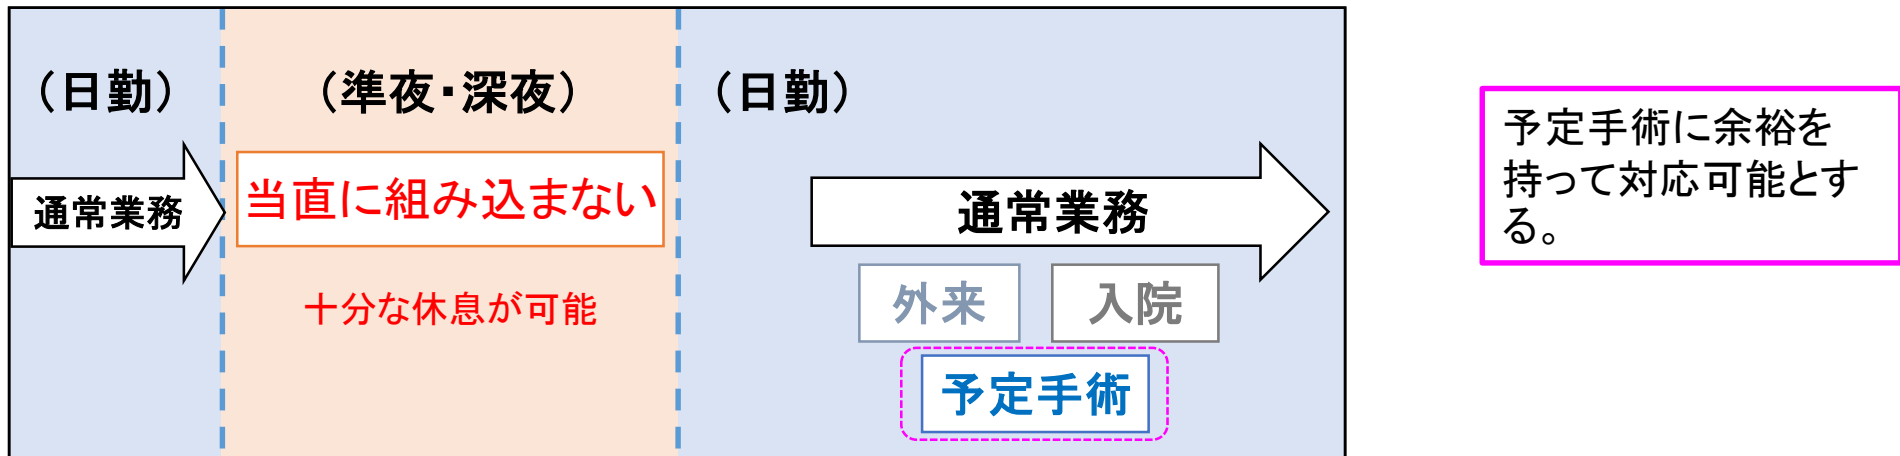 （日勤）
（準夜・深夜）
（日勤）
通常業務
当直に組み込まない
通常業務
十分な休息が可能
外来
入院
予定手術
予定手術に余裕を
持って対応可能とす
る。